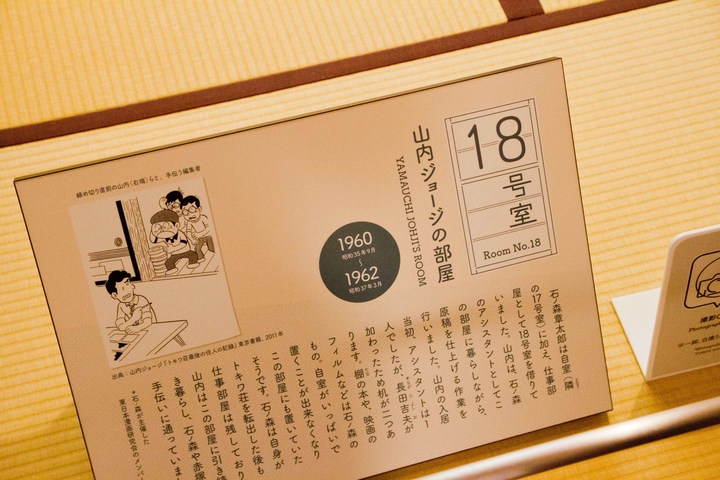 18
号
室
Room No.18
山内ジョージの部屋
YAMAUCHI JOHJI'S ROOM
1960
昭和35年9月
〜
1962
昭和37年3月
締め切り直前の山内(右端)らと、手伝う編集者
出典:山内ジョージ『トキワ荘最後の住人の記録』東京書籍、2011年
石ノ森章太郎は自室(隣
の17号室)に加え、仕事部
屋として18号室を借りて
いました。山内は、石ノ森
のアシスタントとしてこ
の部屋に暮らしながら、
原稿を仕上げる作業を
行いました。山内の入居
当初、アシスタントは1
人でしたが、長田吉夫が
加わったため机が二つあ
ります。棚の本や、映画の
フィルムなどは石ノ森の
もの。自室がいっぱいで
置くことが出来なくなり
この部屋にも置いていた
そうです。石ノ森は自身が
トキワ荘を転出した後も
仕事部屋は残しており
山内はこの部屋に引き続
き暮らし、石ノ森や赤塚
手伝いに通っていま
*石ノ森が主催した
東日本漫画研究会のメンバ